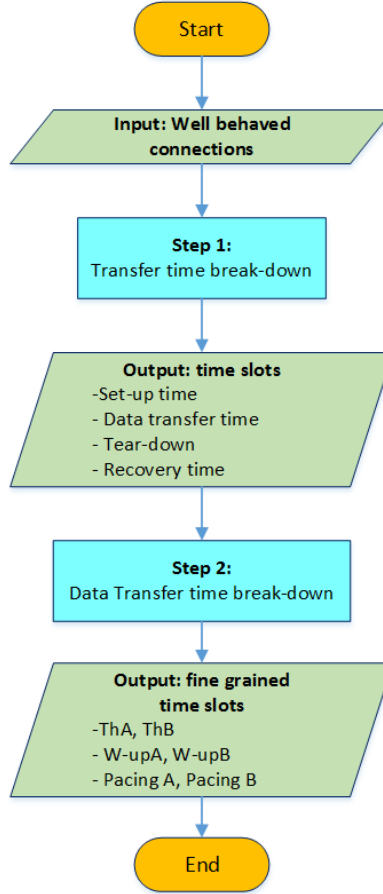 Start
Input: Well behaved
connections
Step 1:
Transfer time break-down
Output: time slots
-Set-up time
- Data transfer time
- Tear-down
- Recovery time
Step 2:
Data Transfer time break-down
Output: fine grained
time slots
-ThA, ThB
- W-upA, W-upB
- Pacing A, Pacing B
End